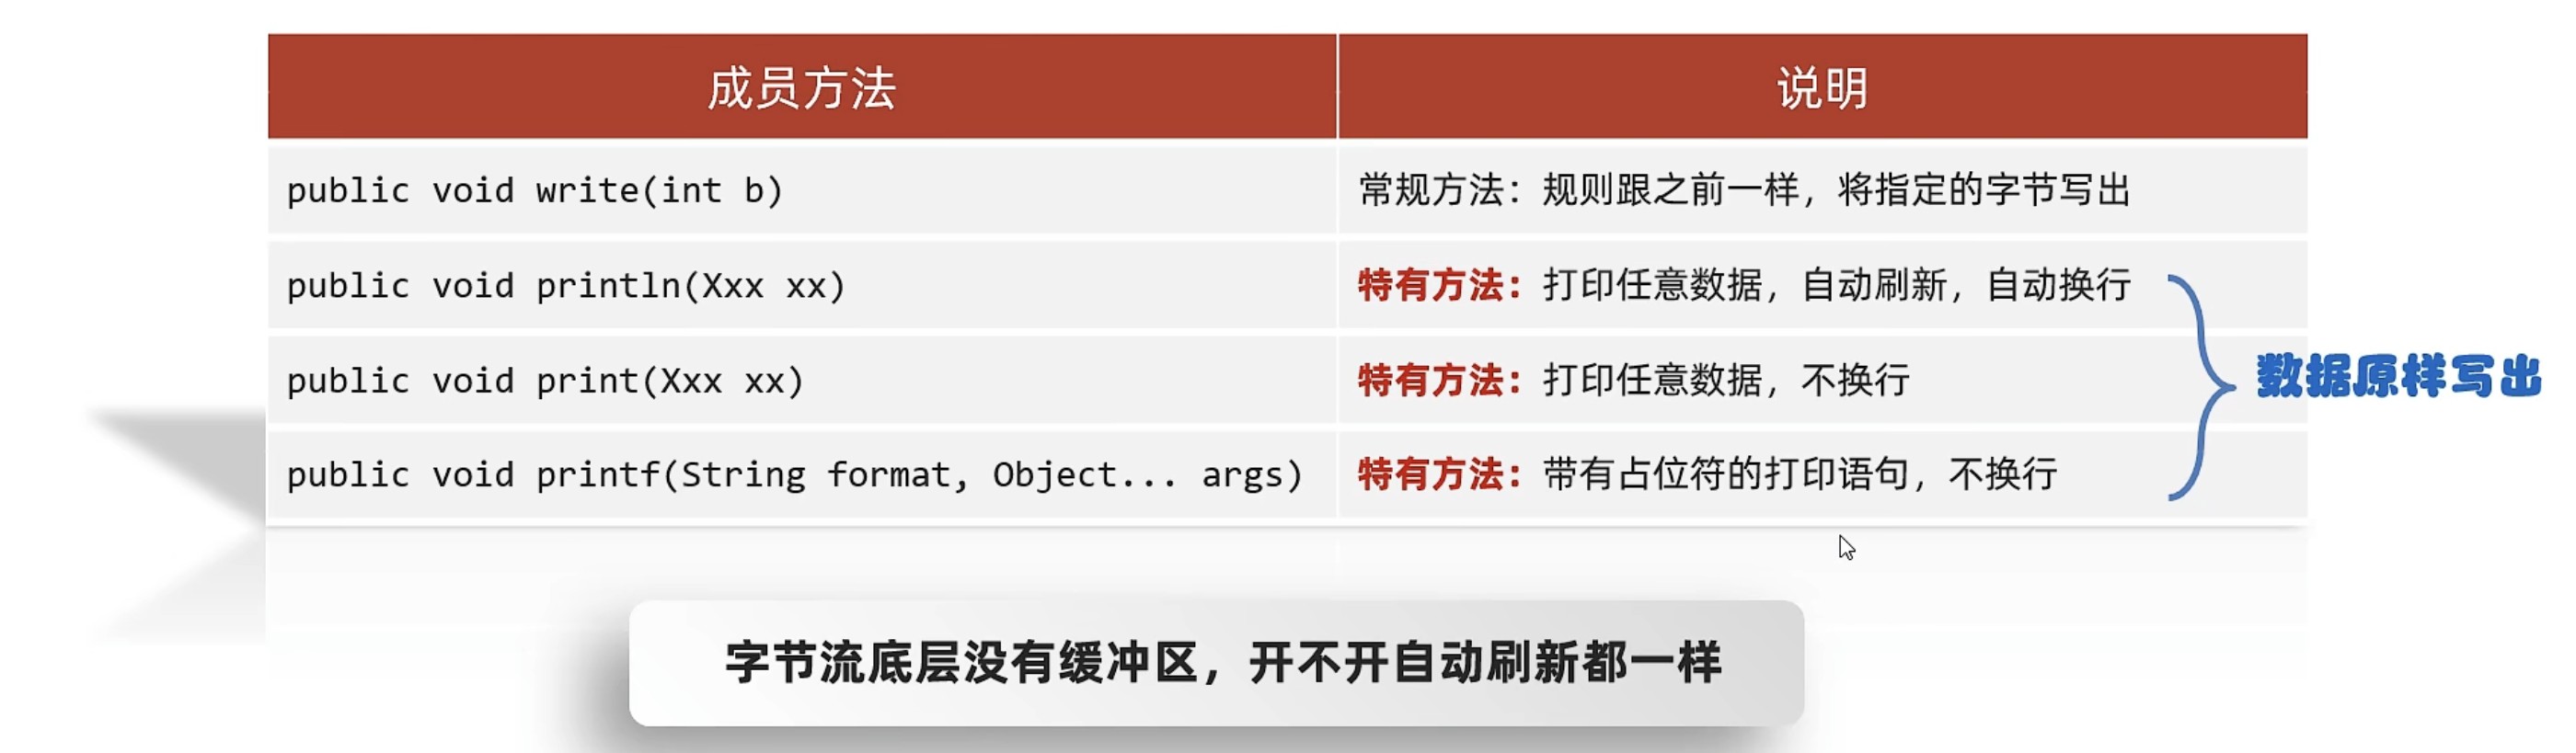 成员方法 说明
public void write(int b) 常规方法：规则跟之前一样，将指定的字节写出
public void println(Xxx xx) 特有方法：打印任意数据，自动刷新，自动换行
public void print(Xxx xx) 特有方法：打印任意数据，不换行
数据原样写出
public void printf(String format, Object... args) 特有方法：带有占位符的打印语句，不换行
字节流底层没有缓冲区，开不开自动刷新都一样